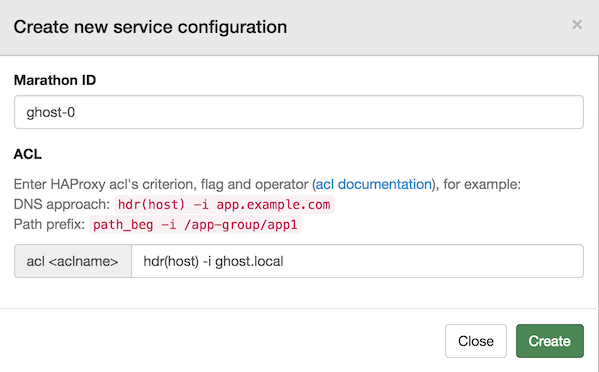 Create new service configuration ×
Marathon ID
ghost-0
ACL
Enter HAProxy acl's criterion, flag and operator (acl documentation), for example:
DNS approach: hdr(host) -i app.example.com
Path prefix: path_beg -i /app-group/app1
acl <aclname> hdr(host) -i ghost.local
Close Create